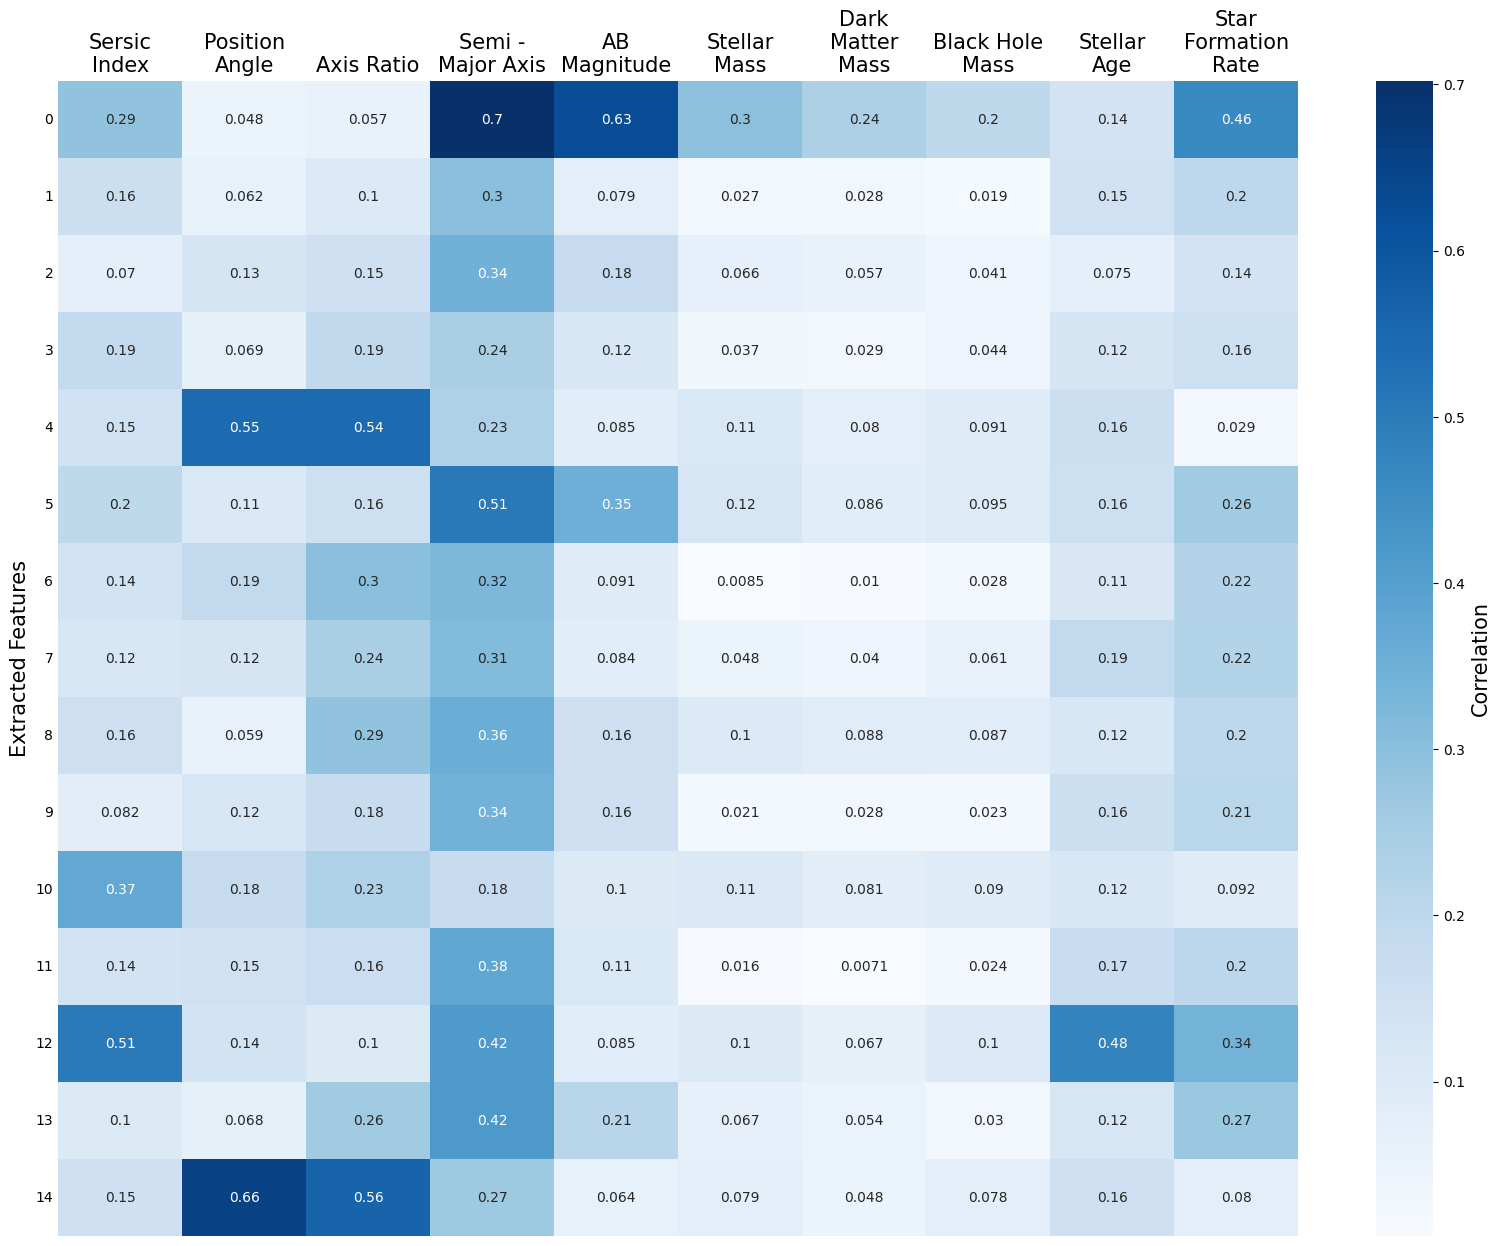 Sersic
Index
Position
Angle
Axis Ratio
Semi -
Major Axis
AB
Magnitude
Stellar
Mass
Dark
Matter
Mass
Black Hole
Mass
Stellar
Age
Star
Formation
Rate
0 0.29 0.048 0.057 0.7 0.63 0.3 0.24 0.2 0.14 0.46
1 0.16 0.062 0.1 0.3 0.079 0.027 0.028 0.019 0.15 0.2
2 0.07 0.13 0.15 0.34 0.18 0.066 0.057 0.041 0.075 0.14
3 0.19 0.069 0.19 0.24 0.12 0.037 0.029 0.044 0.12 0.16
4 0.15 0.55 0.54 0.23 0.085 0.11 0.08 0.091 0.16 0.029
5 0.2 0.11 0.16 0.51 0.35 0.12 0.086 0.095 0.16 0.26
6 0.14 0.19 0.3 0.32 0.091 0.0085 0.01 0.028 0.11 0.22
7 0.12 0.12 0.24 0.31 0.084 0.048 0.04 0.061 0.19 0.22
8 0.16 0.059 0.29 0.36 0.16 0.1 0.088 0.087 0.12 0.2
9 0.082 0.12 0.18 0.34 0.16 0.021 0.028 0.023 0.16 0.21
10 0.37 0.18 0.23 0.18 0.1 0.11 0.081 0.09 0.12 0.092
11 0.14 0.15 0.16 0.38 0.11 0.016 0.0071 0.024 0.17 0.2
12 0.51 0.14 0.1 0.42 0.085 0.1 0.067 0.1 0.48 0.34
13 0.1 0.068 0.26 0.42 0.21 0.067 0.054 0.03 0.12 0.27
14 0.15 0.66 0.56 0.27 0.064 0.079 0.048 0.078 0.16 0.08
Extracted Features
0.7
0.6
0.5
0.4
0.3
0.2
0.1
Correlation